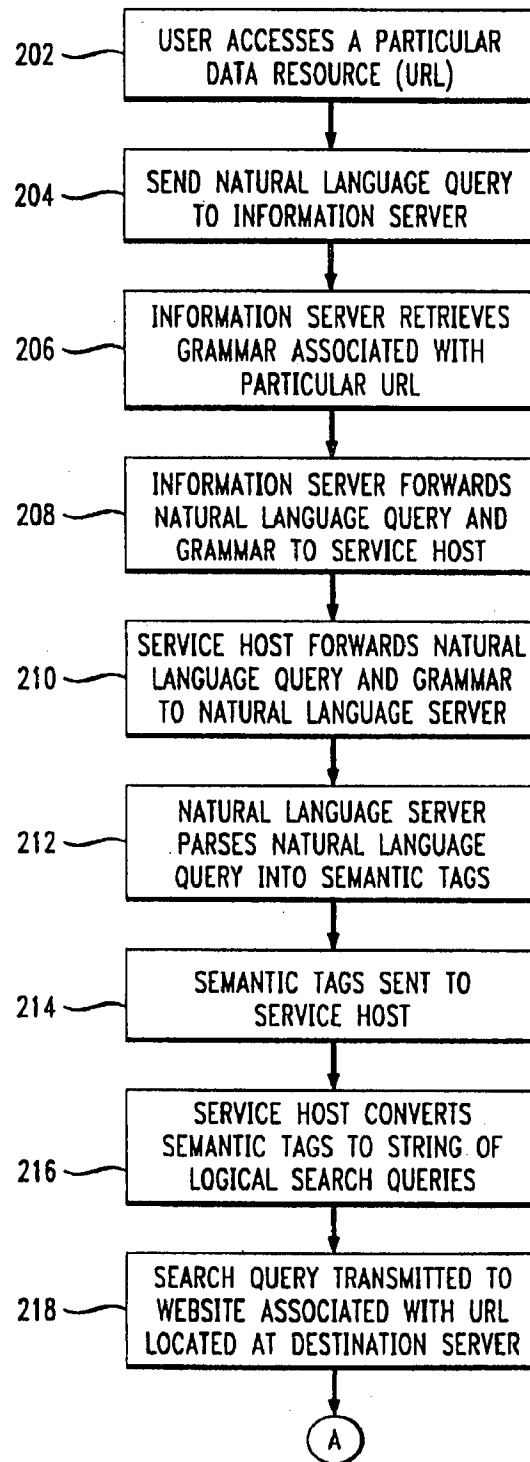 202
USER ACCESSES A PARTICULAR
DATA RESOURCE (URL)
204
SEND NATURAL LANGUAGE QUERY
TO INFORMATION SERVER
206
INFORMATION SERVER RETRIEVES
GRAMMAR ASSOCIATED WITH
PARTICULAR URL
208
INFORMATION SERVER FORWARDS
NATURAL LANGUAGE QUERY AND
GRAMMAR TO SERVICE HOST
210
SERVICE HOST FORWARDS NATURAL
LANGUAGE QUERY AND GRAMMAR
TO NATURAL LANGUAGE SERVER
212
NATURAL LANGUAGE SERVER
PARSES NATURAL LANGUAGE
QUERY INTO SEMANTIC TAGS
214
SEMANTIC TAGS SENT TO
SERVICE HOST
216
SERVICE HOST CONVERTS
SEMANTIC TAGS TO STRING OF
LOGICAL SEARCH QUERIES
218
SEARCH QUERY TRANSMITTED TO
WEBSITE ASSOCIATED WITH URL
LOCATED AT DESTINATION SERVER
A